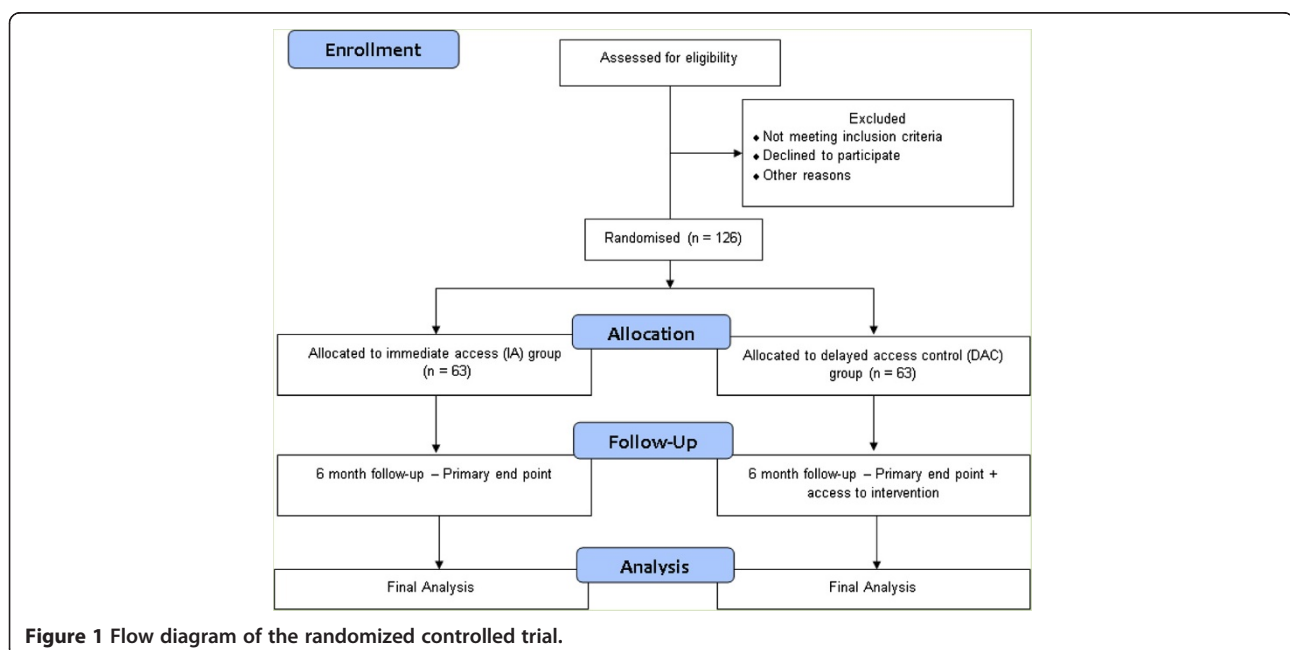 Enrollment
Assessed for eligibility
Excluded
♦ Not meeting inclusion criteria
♦ Declined to participate
♦ Other reasons
Randomised (n = 126)
Allocation
Allocated to immediate access (IA) group
(n = 63)
Allocated to delayed access control (DAC)
group (n = 63)
Follow-Up
6 month follow-up – Primary end point
6 month follow-up – Primary end point +
access to intervention
Analysis
Final Analysis
Final Analysis
Figure 1 Flow diagram of the randomized controlled trial.